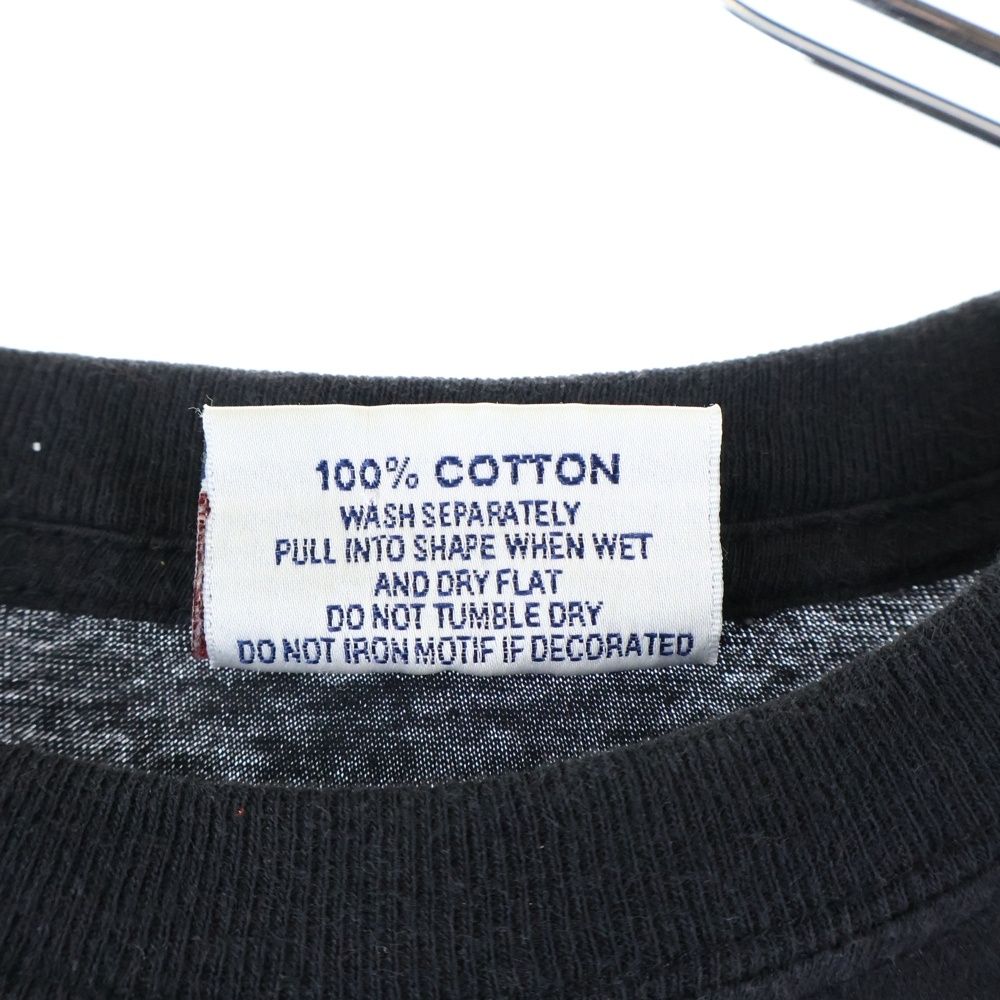 100% COTTON
WASH SEPARATELY
PULL INTO SHAPE WHEN WET
AND DRY FLAT
DO NOT TUMBLE DRY
DO NOT IRON MOTIF IF DECORATED